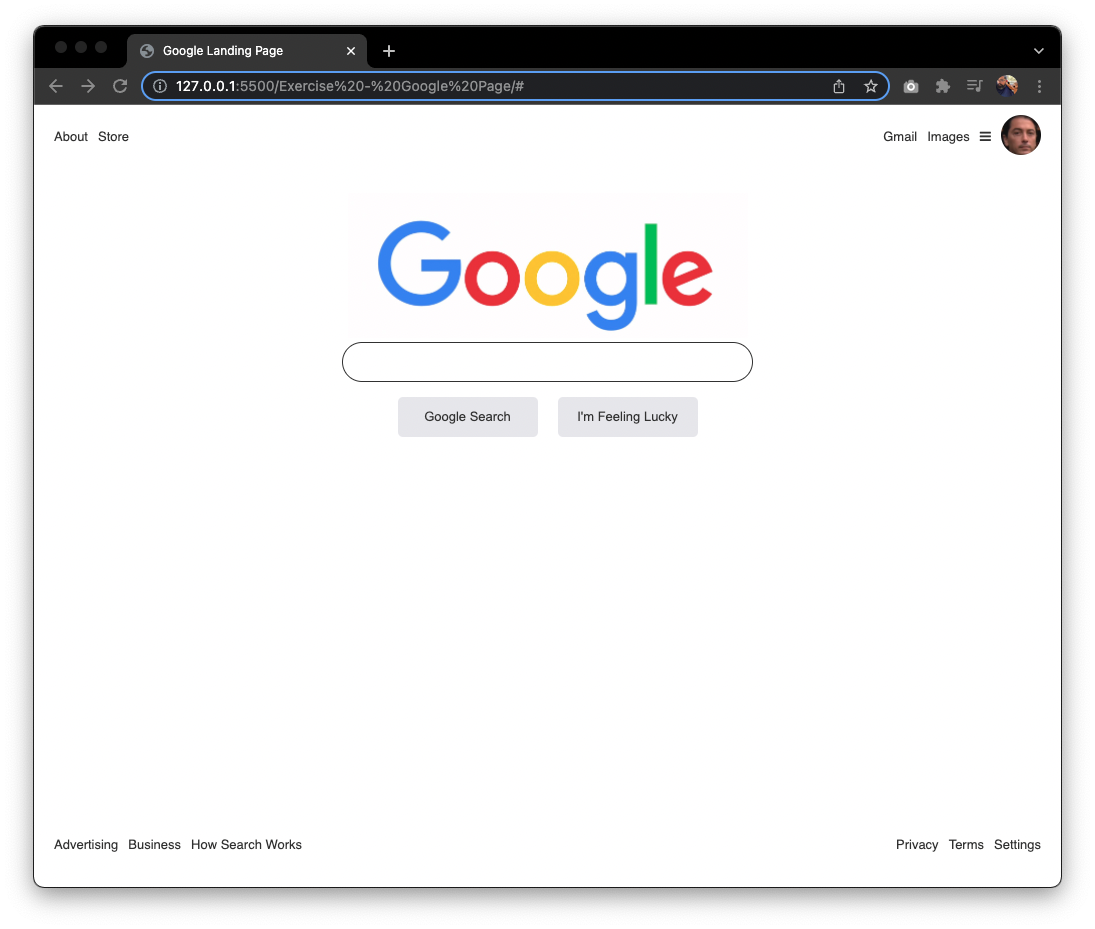 Google Landing Page
127.0.0.1:5500/Exercise%20-%20Google%20Page/#
About Store Gmail Images
Google
Google Search I'm Feeling Lucky
Advertising Business How Search Works Privacy Terms Settings